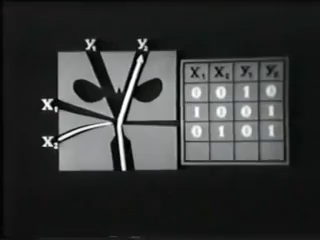 Y₁ Y₂
X₁
X₂
X₁ X₂ Y₁ Y₂
0 0 1 0
1 0 0 1
0 1 0 1